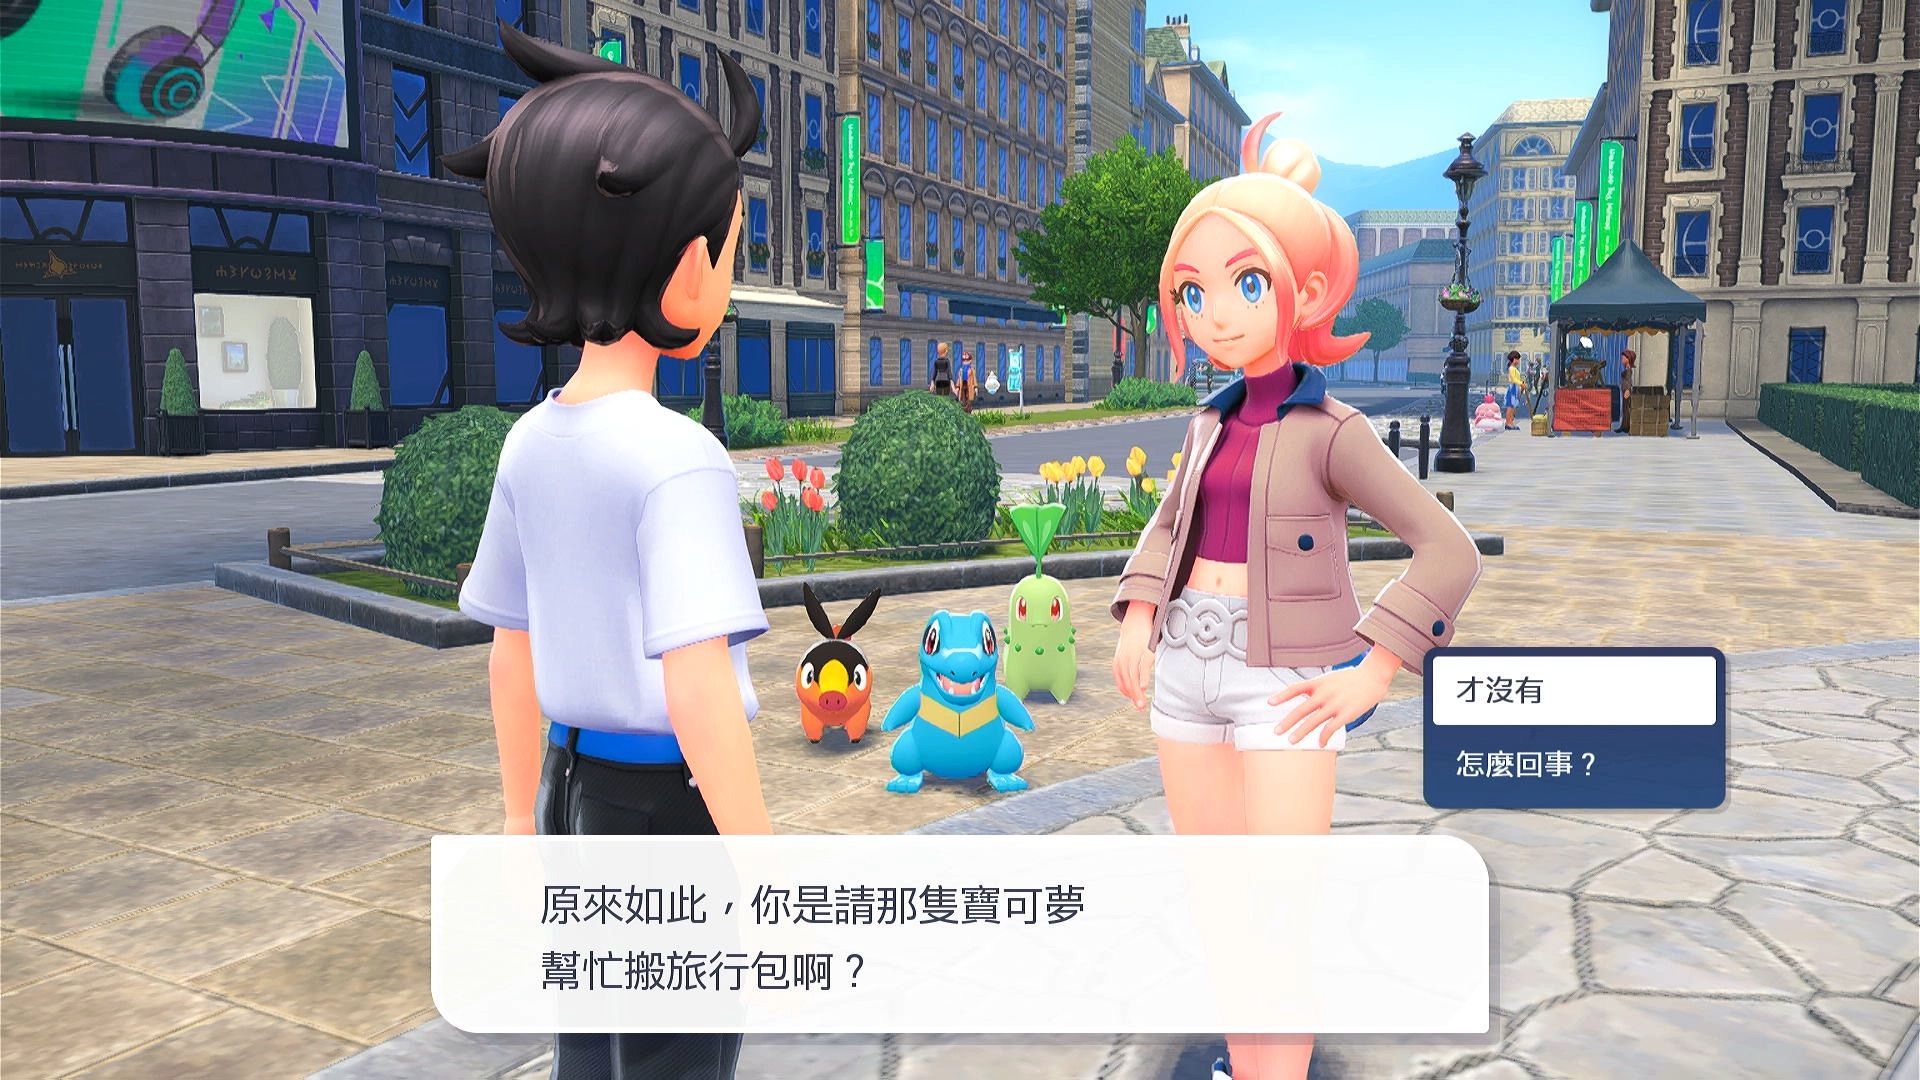 才沒有
怎麼回事？
原來如此，你是請那隻寶可夢
幫忙搬旅行包啊？